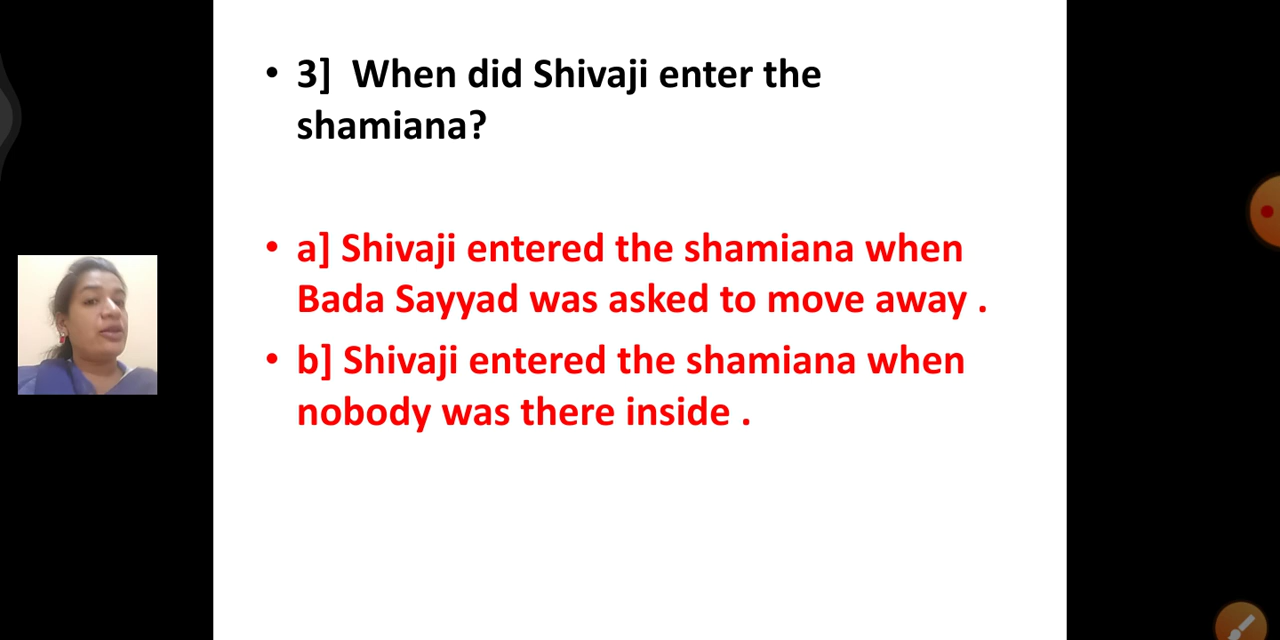 • 3]  When did Shivaji enter the
shamiana?
• a] Shivaji entered the shamiana when
Bada Sayyad was asked to move away .
• b] Shivaji entered the shamiana when
nobody was there inside .